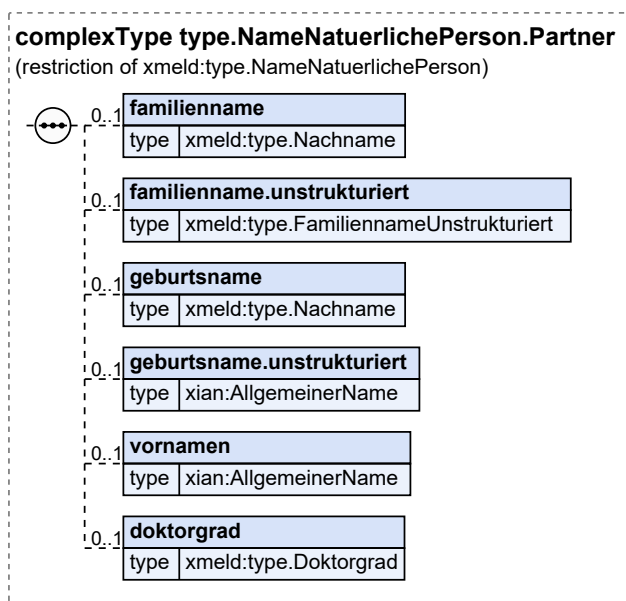 complexType type.NameNatuerlichePerson.Partner
(restriction of xmeld:type.NameNatuerlichePerson)
0..1 familienname
type xmeld:type.Nachname
0..1 familienname.unstrukturiert
type xmeld:type.FamiliennameUnstrukturiert
0..1 geburtsname
type xmeld:type.Nachname
0..1 geburtsname.unstrukturiert
type xian:AllgemeinerName
0..1 vornamen
type xian:AllgemeinerName
0..1 doktorgrad
type xmeld:type.Doktorgrad